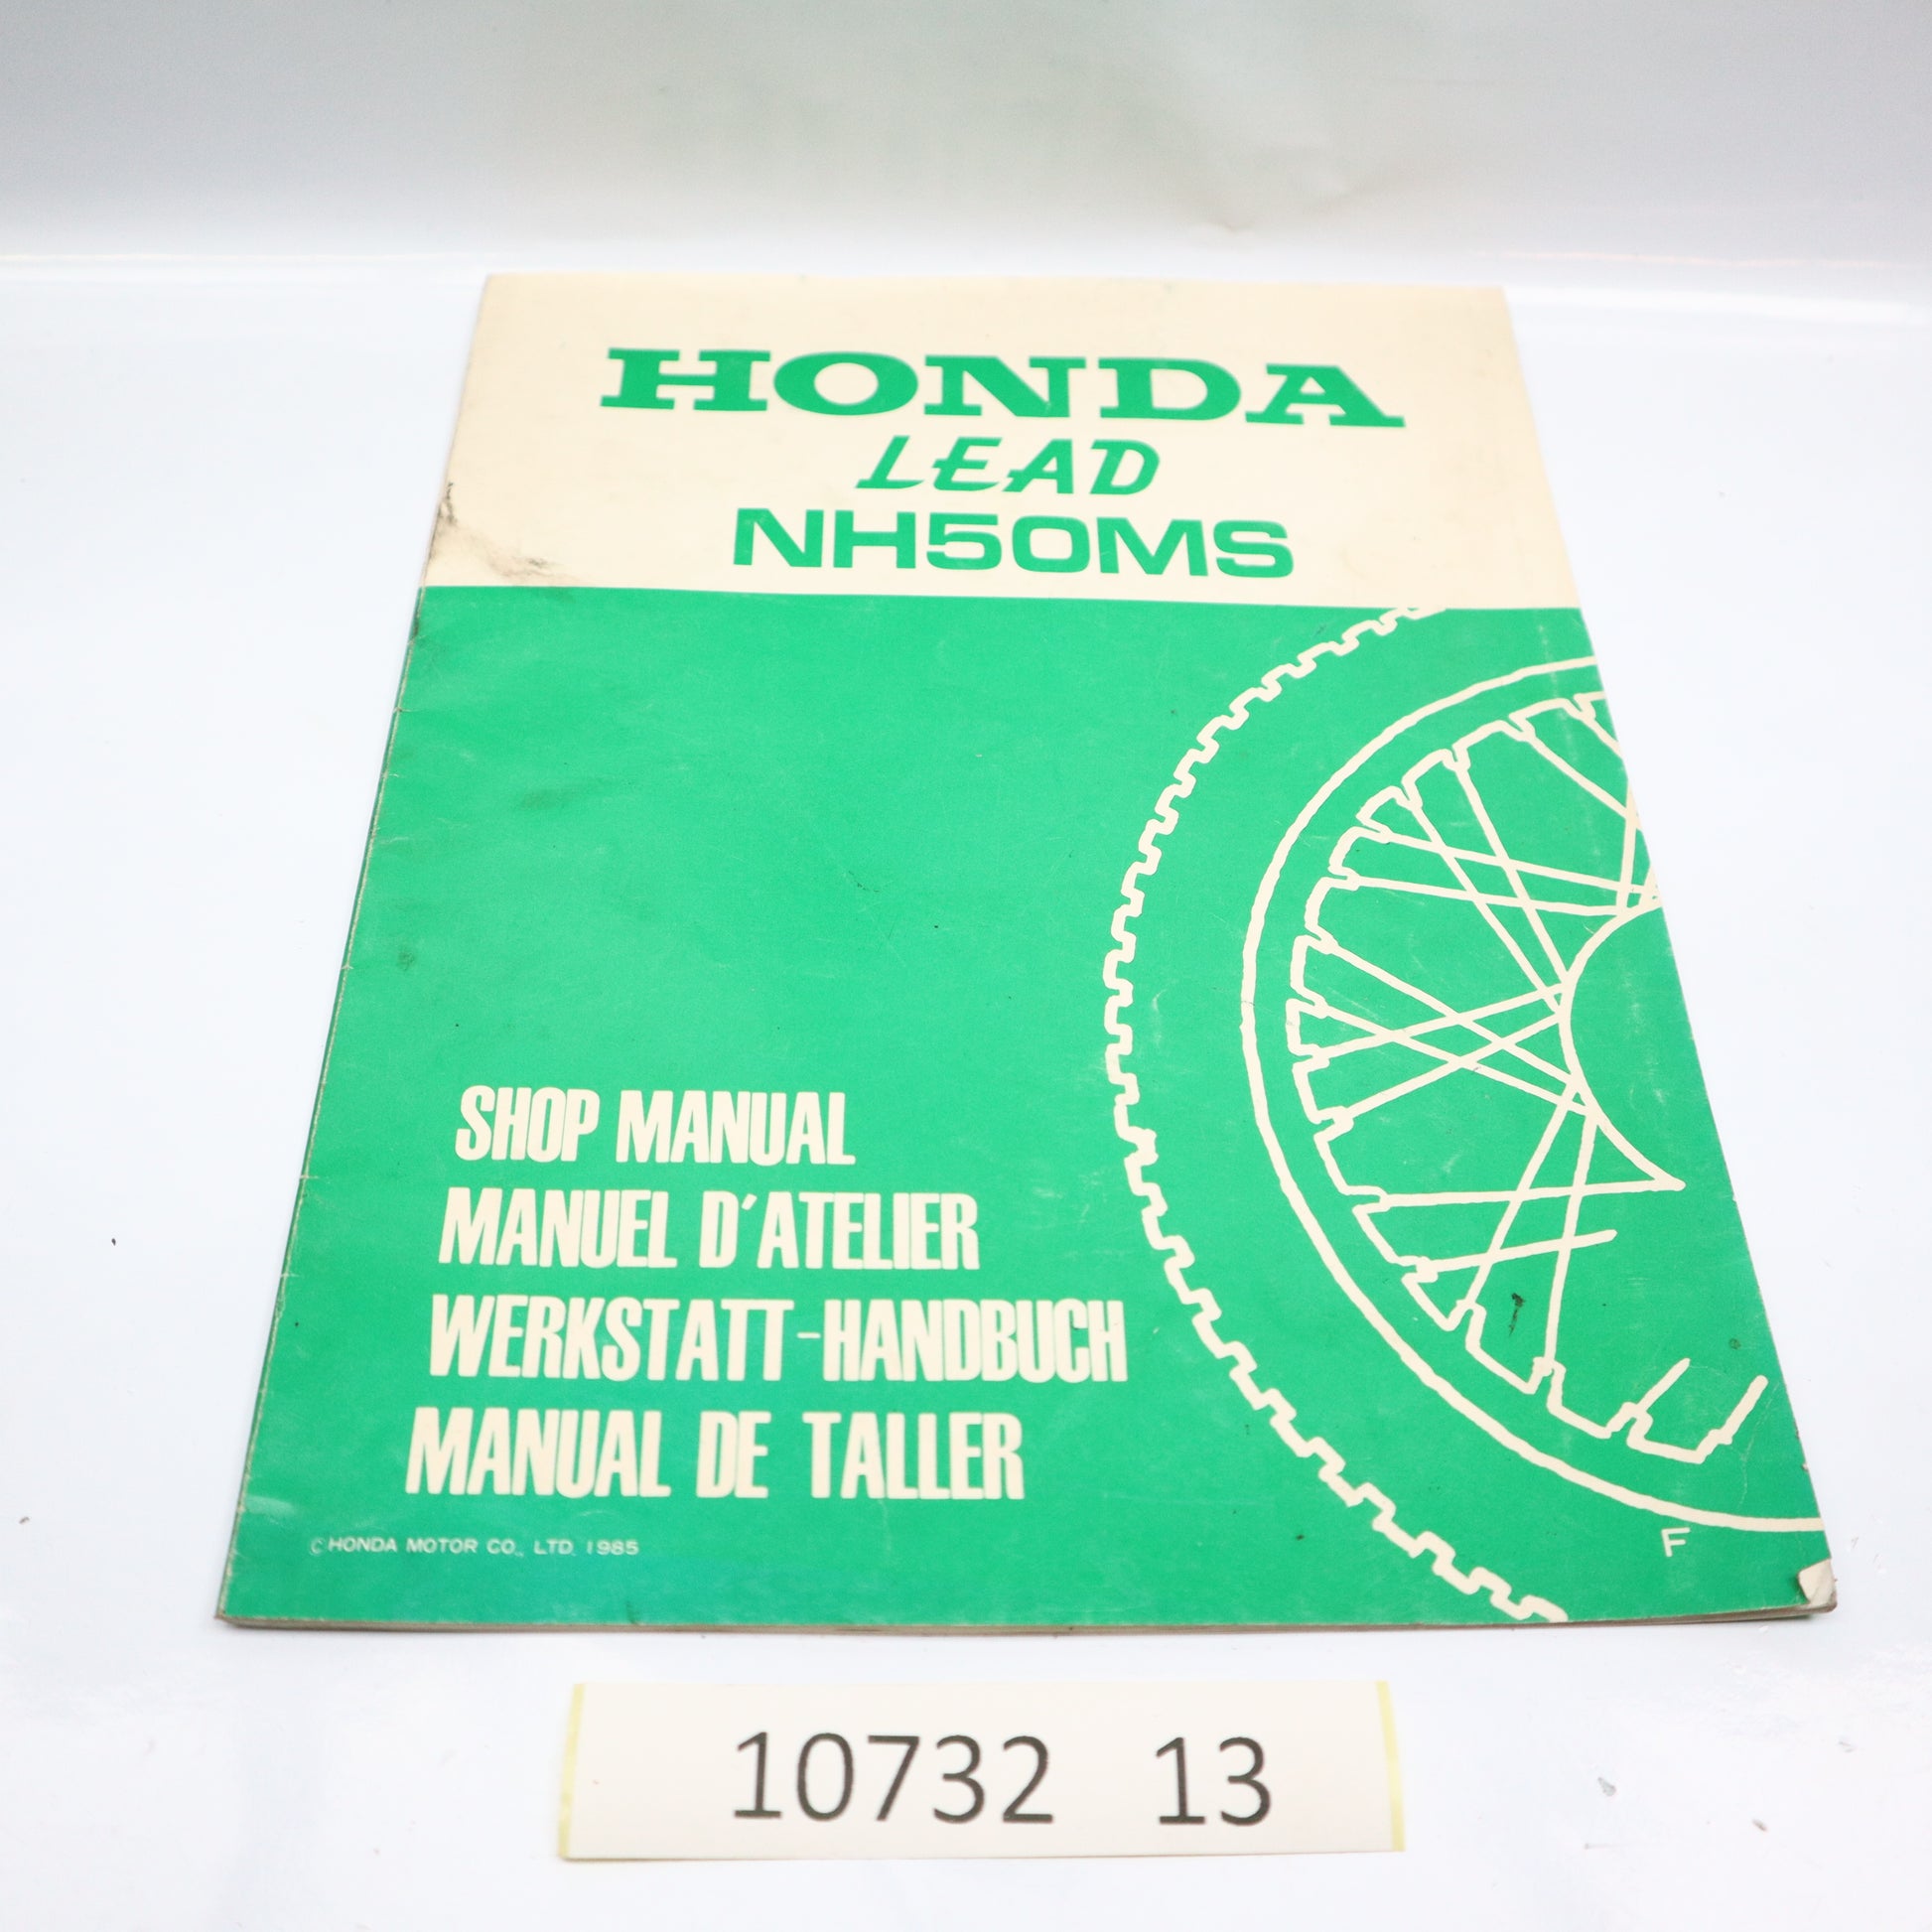 HONDA
LEAD
NH50MS
SHOP MANUAL
MANUEL D'ATELIER
WERKSTATT-HANDBUCH
MANUAL DE TALLER
©HONDA MOTOR CO., LTD. 1985
F
10732 13